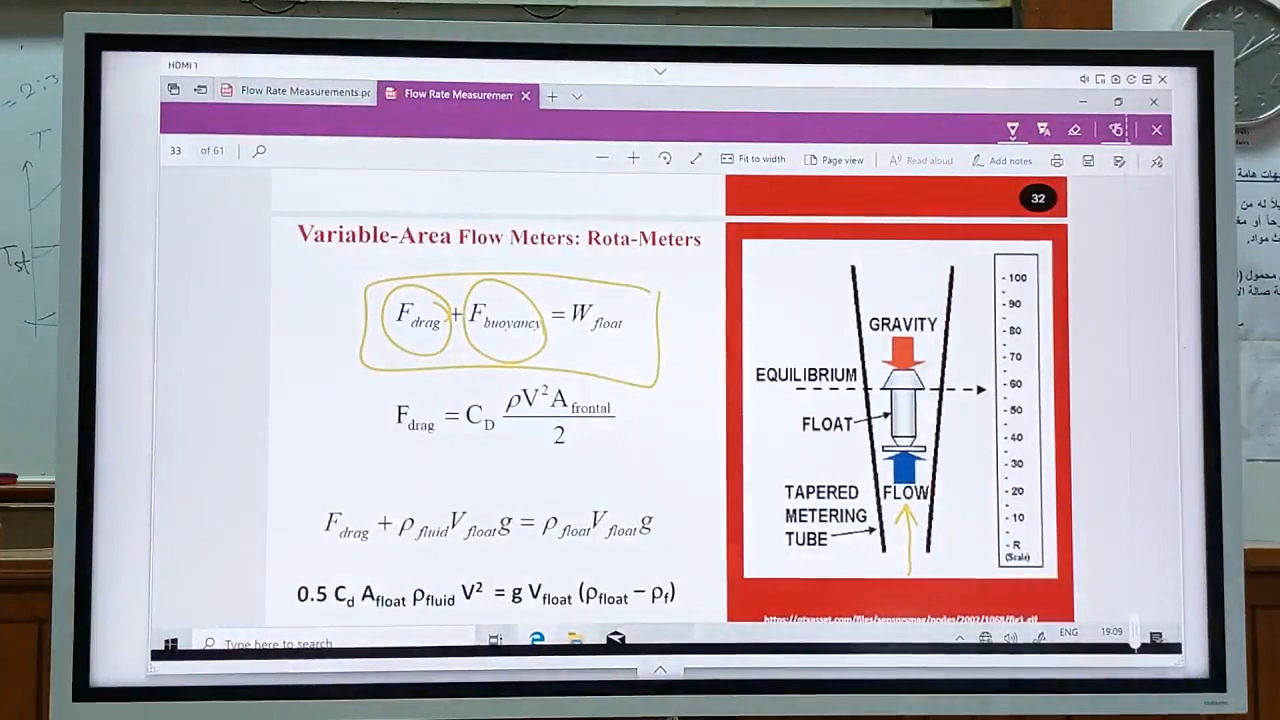 HDMI 1
Flow Rate Measurements.pc
Flow Rate Measuremen
33 of 61
Fit to width
Page view
Read aloud
Add notes
32
Variable-Area Flow Meters: Rota-Meters
F_drag + F_buoyancy = W_float
F_drag = C_D ρV²A_frontal / 2
F_drag + ρ_fluid V_float g = ρ_float V_float g
0.5 C_d A_float ρ_fluid V² = g V_float (ρ_float – ρ_f)
GRAVITY
EQUILIBRIUM
FLOAT
FLOW
TAPERED
METERING
TUBE
- 100
- 90
- 80
- 70
- 60
- 50
- 40
- 30
- 20
- 10
- R
(Scale)
Type here to search
ENG
19:09
T